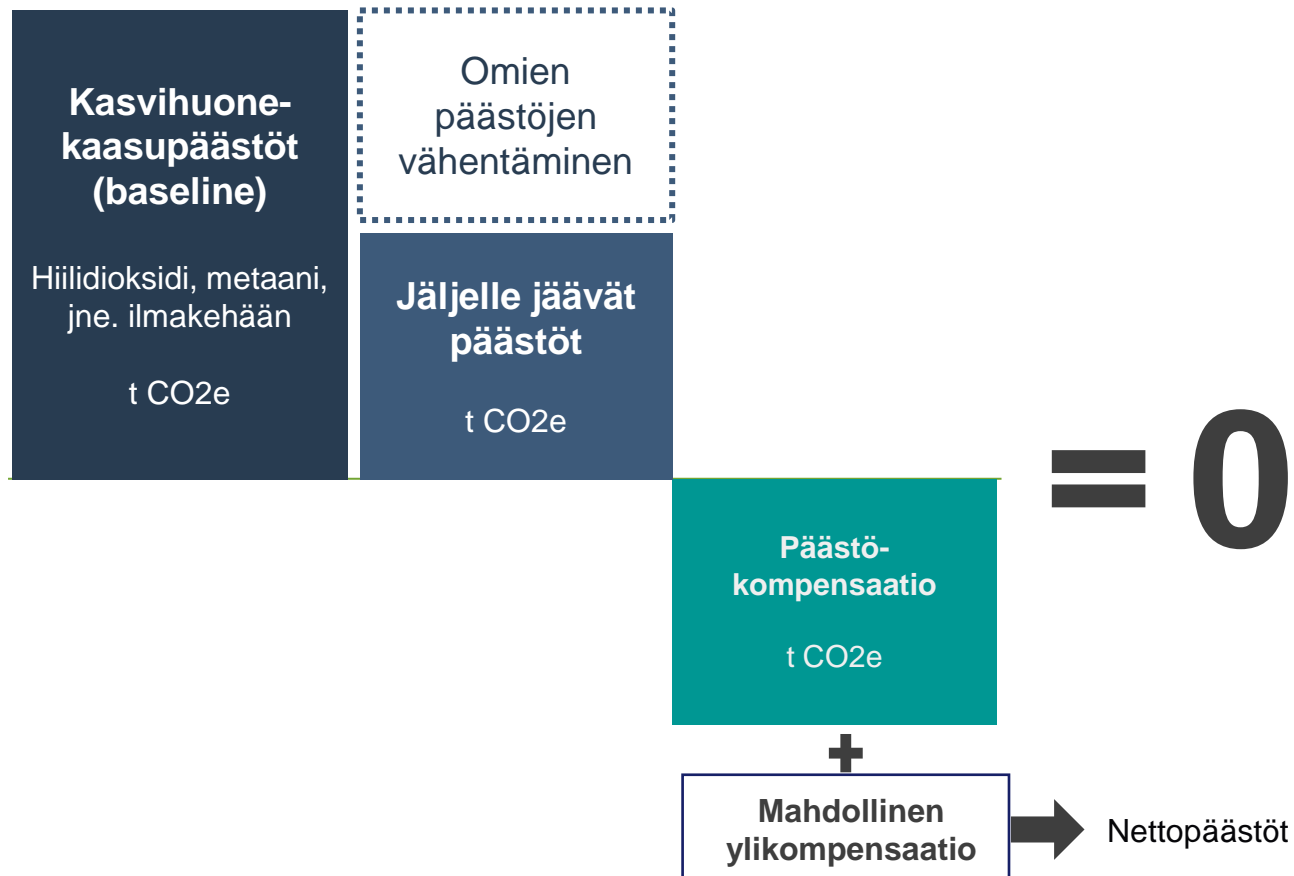 Kasvihuone-
kaasupäästöt
(baseline)
Hiilidioksidi, metaani,
jne. ilmakehään
t CO2e
Omien
päästöjen
vähentäminen
Jäljelle jäävät
päästöt
t CO2e
= 0
Päästö-
kompensaatio
t CO2e
+
Mahdollinen
ylikompensaatio
Nettopäästöt